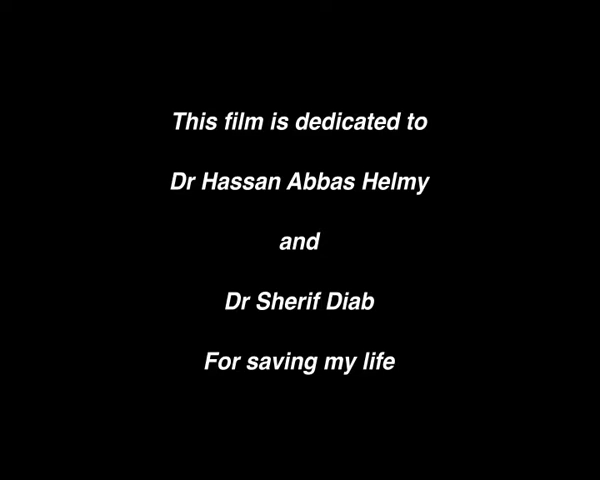 This film is dedicated to
Dr Hassan Abbas Helmy
and
Dr Sherif Diab
For saving my life